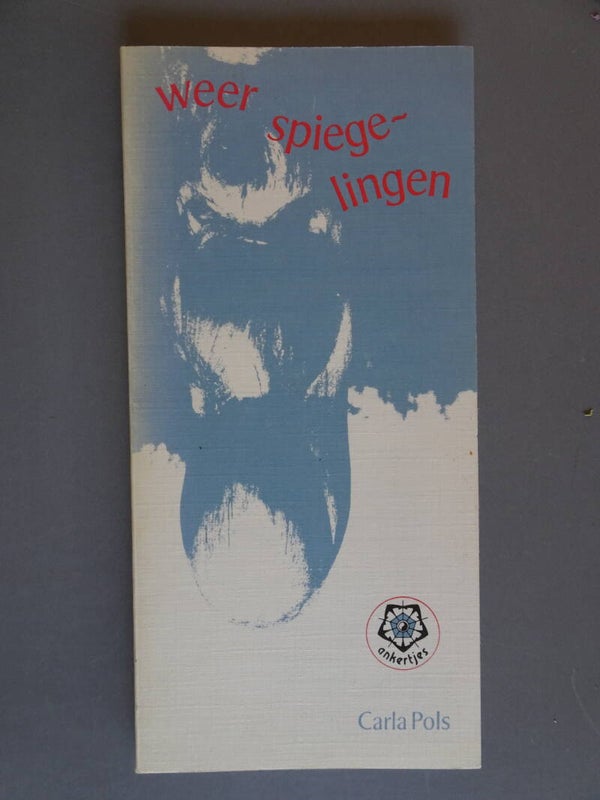 weer
spiege-
lingen
ankertjes
Carla Pols